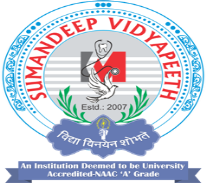 SUMANDEEP VIDYAPEETH
Estd.: 2007
विद्या विनयेन शोभते
An Institution Deemed to be University
Accredited-NAAC 'A' Grade